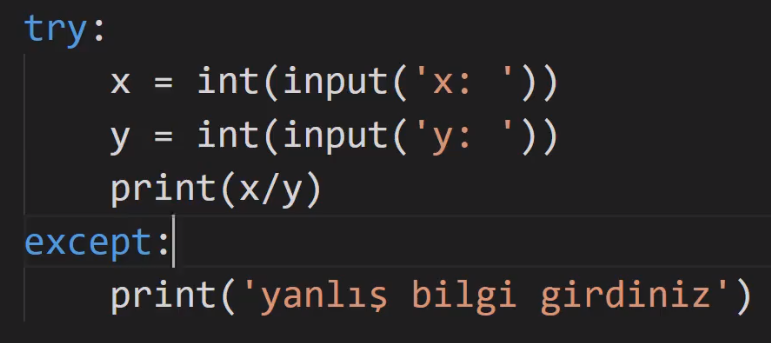 try:
    x = int(input('x: '))
    y = int(input('y: '))
    print(x/y)
except:
    print('yanlış bilgi girdiniz')